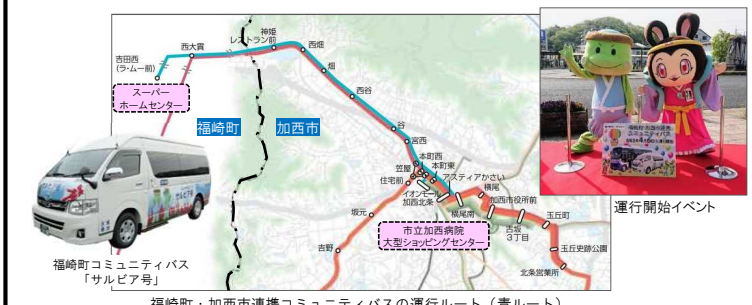 神姫
レストラン前
西大貫
吉田西
(ラ・ムー前)
西畑
畑
スーパー
ホームセンター
西谷
福崎町
加西市
谷
宮西
本町西
本町東
笠屋
アスティアかさい
住宅前
横尾
イオンモール
加西北条
加西市役所前
横尾南
玉丘町
坂元
古坂
3丁目
市立加西病院
大型ショッピングセンター
吉野
玉丘史跡公園
北条営業所
福崎町コミュニティバス
「サルビア号」
運行開始イベント
福崎町・加西市連携コミュニティバスの運行ルート(青ルート)